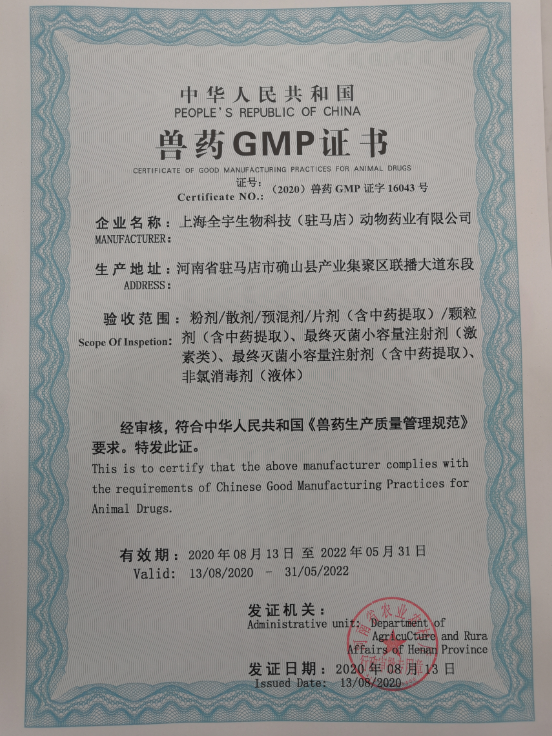 中华人民共和国
PEOPLE'S REPUBLIC OF CHINA
兽药GMP证书
CERTIFICATE OF GOOD MANUFACTURING PRACTICES FOR ANIMAL DRUGS
证号：
Certificate NO.: （2020）兽药 GMP 证字 16043 号
企业名称：上海全宇生物科技（驻马店）动物药业有限公司
MANUFACTURER:
生产地址：河南省驻马店市确山县产业集聚区联播大道东段
ADDRESS:
验收范围：粉剂/散剂/预混剂/片剂（含中药提取）/颗粒
Scope Of Inspetion: 剂（含中药提取）、最终灭菌小容量注射剂（激
素类）、最终灭菌小容量注射剂（含中药提取）、
非氯消毒剂（液体）
经审核，符合中华人民共和国《兽药生产质量管理规范》
要求。特发此证。
This is to certify that the above manufacturer complies with
the requirements of Chinese Good Manufacturing Practices for
Animal Drugs.
有效期：2020 年 08 月 13 日 至 2022 年 05 月 31 日
Valid: 13/08/2020 - 31/05/2022
发证机关：
Administrative unit: Department of
AgricuCture and Rura
Affairs of Henan Province
发证日期：2020 年 08 月 13 日
Issued Date: 13/08/2020